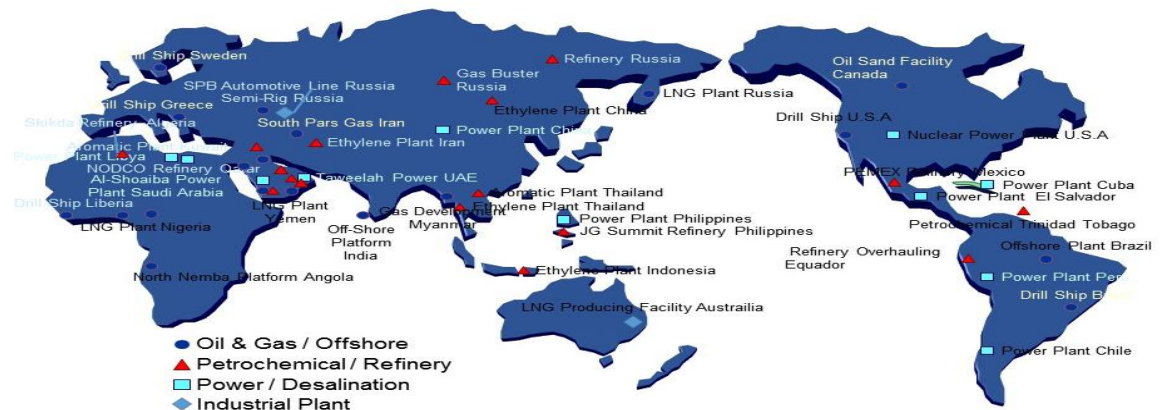 Drill Ship Sweden
SPB Automotive Line Russia
Semi-Rig Russia
Drill Ship Greece
Skikda Refinery Algeria
South Pars Gas Iran
Gas Buster
Russia
Refinery Russia
LNG Plant Russia
Ethylene Plant China
Power Plant China
Ethylene Plant Iran
Aromatic Plant
Power Plant Libya
NODCO Refinery Qatar
Al-Shoaiba Power
Plant Saudi Arabia
Taweelah Power UAE
Drill Ship Liberia
LNG Plant Nigeria
LNG Plant
Yemen
Off-Shore
Platform
India
Gas Development
Myanmar
Aromatic Plant Thailand
Ethylene Plant Thailand
Power Plant Philippines
JG Summit Refinery Philippines
North Nemba Platform Angola
Ethylene Plant Indonesia
LNG Producing Facility Austrailia
Oil Sand Facility
Canada
Drill Ship U.S.A
Nuclear Power Plant U.S.A
PEMEX Refinery Mexico
Power Plant Cuba
Power Plant El Salvador
Petrochemical Trinidad Tobago
Refinery Overhauling
Equador
Offshore Plant Brazil
Power Plant Peru
Drill Ship Brazil
Power Plant Chile
Oil & Gas / Offshore
Petrochemical / Refinery
Power / Desalination
Industrial Plant